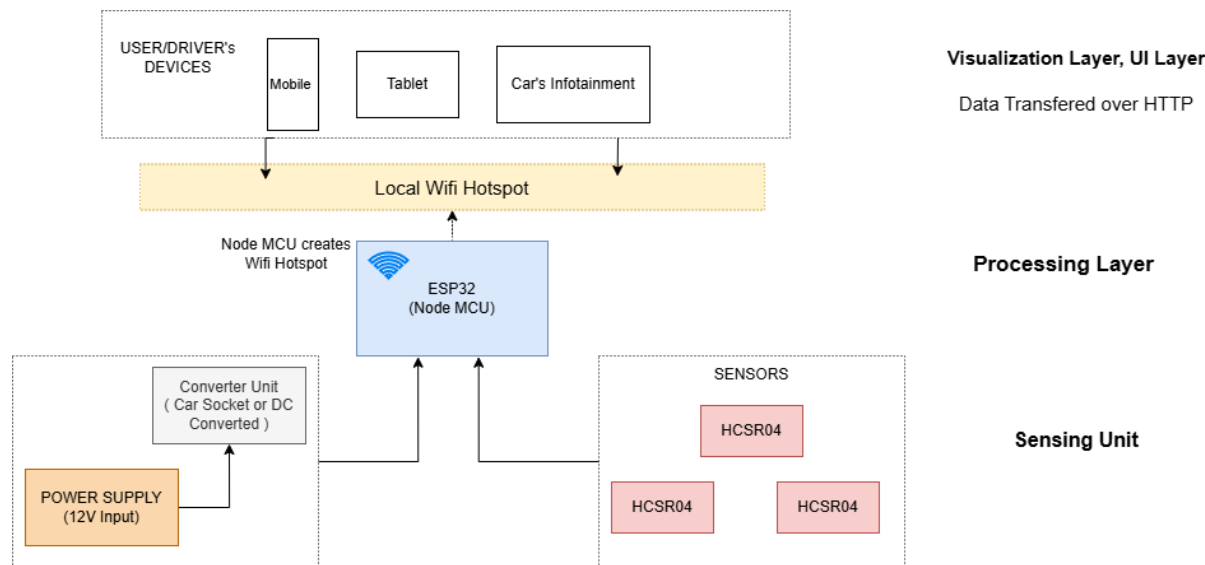 USER/DRIVER's
DEVICES
Mobile
Tablet
Car's Infotainment
Visualization Layer, UI Layer
Data Transfered over HTTP
Local Wifi Hotspot
Node MCU creates
Wifi Hotspot
ESP32
(Node MCU)
Processing Layer
Converter Unit
( Car Socket or DC
Converted )
POWER SUPPLY
(12V Input)
SENSORS
HCSR04
HCSR04
HCSR04
Sensing Unit